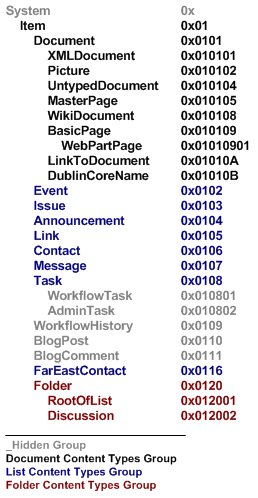 System 0x
Item 0x01
Document 0x0101
XMLDocument 0x010101
Picture 0x010102
UntypedDocument 0x010104
MasterPage 0x010105
WikiDocument 0x010108
BasicPage 0x010109
WebPartPage 0x01010901
LinkToDocument 0x01010A
DublinCoreName 0x01010B
Event 0x0102
Issue 0x0103
Announcement 0x0104
Link 0x0105
Contact 0x0106
Message 0x0107
Task 0x0108
WorkflowTask 0x010801
AdminTask 0x010802
WorkflowHistory 0x0109
BlogPost 0x0110
BlogComment 0x0111
FarEastContact 0x0116
Folder 0x0120
RootOfList 0x012001
Discussion 0x012002
_Hidden Group
Document Content Types Group
List Content Types Group
Folder Content Types Group